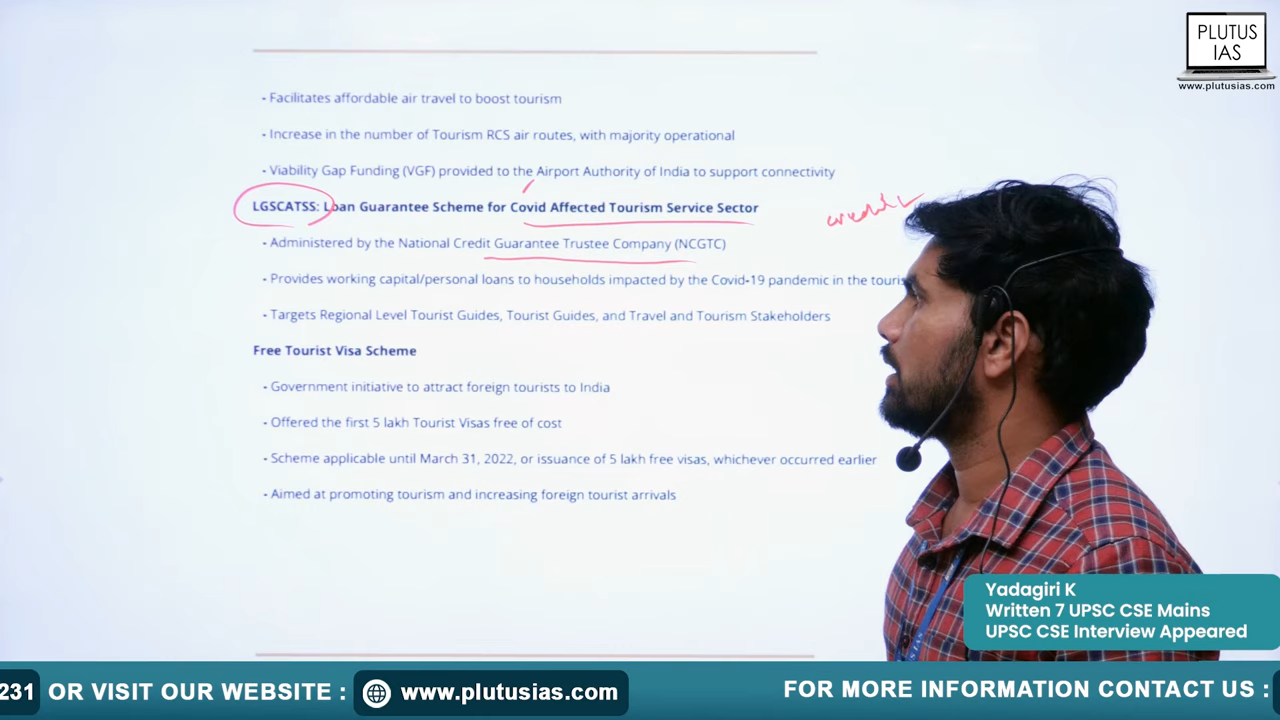 PLUTUS
IAS
www.plutusias.com
- Facilitates affordable air travel to boost tourism
- Increase in the number of Tourism RCS air routes, with majority operational
- Viability Gap Funding (VGF) provided to the Airport Authority of India to support connectivity
LGSCATSS: Loan Guarantee Scheme for Covid Affected Tourism Service Sector
- Administered by the National Credit Guarantee Trustee Company (NCGTC)
- Provides working capital/personal loans to households impacted by the Covid-19 pandemic in the
- Targets Regional Level Tourist Guides, Tourist Guides, and Travel and Tourism Stakeholders
Free Tourist Visa Scheme
- Government initiative to attract foreign tourists to India
- Offered the first 5 lakh Tourist Visas free of cost
- Scheme applicable until March 31, 2022, or issuance of 5 lakh free visas, whichever occurred earlier
- Aimed at promoting tourism and increasing foreign tourist arrivals
Yadagiri K
Written 7 UPSC CSE Mains
UPSC CSE Interview Appeared
231 OR VISIT OUR WEBSITE : www.plutusias.com FOR MORE INFORMATION CONTACT US :